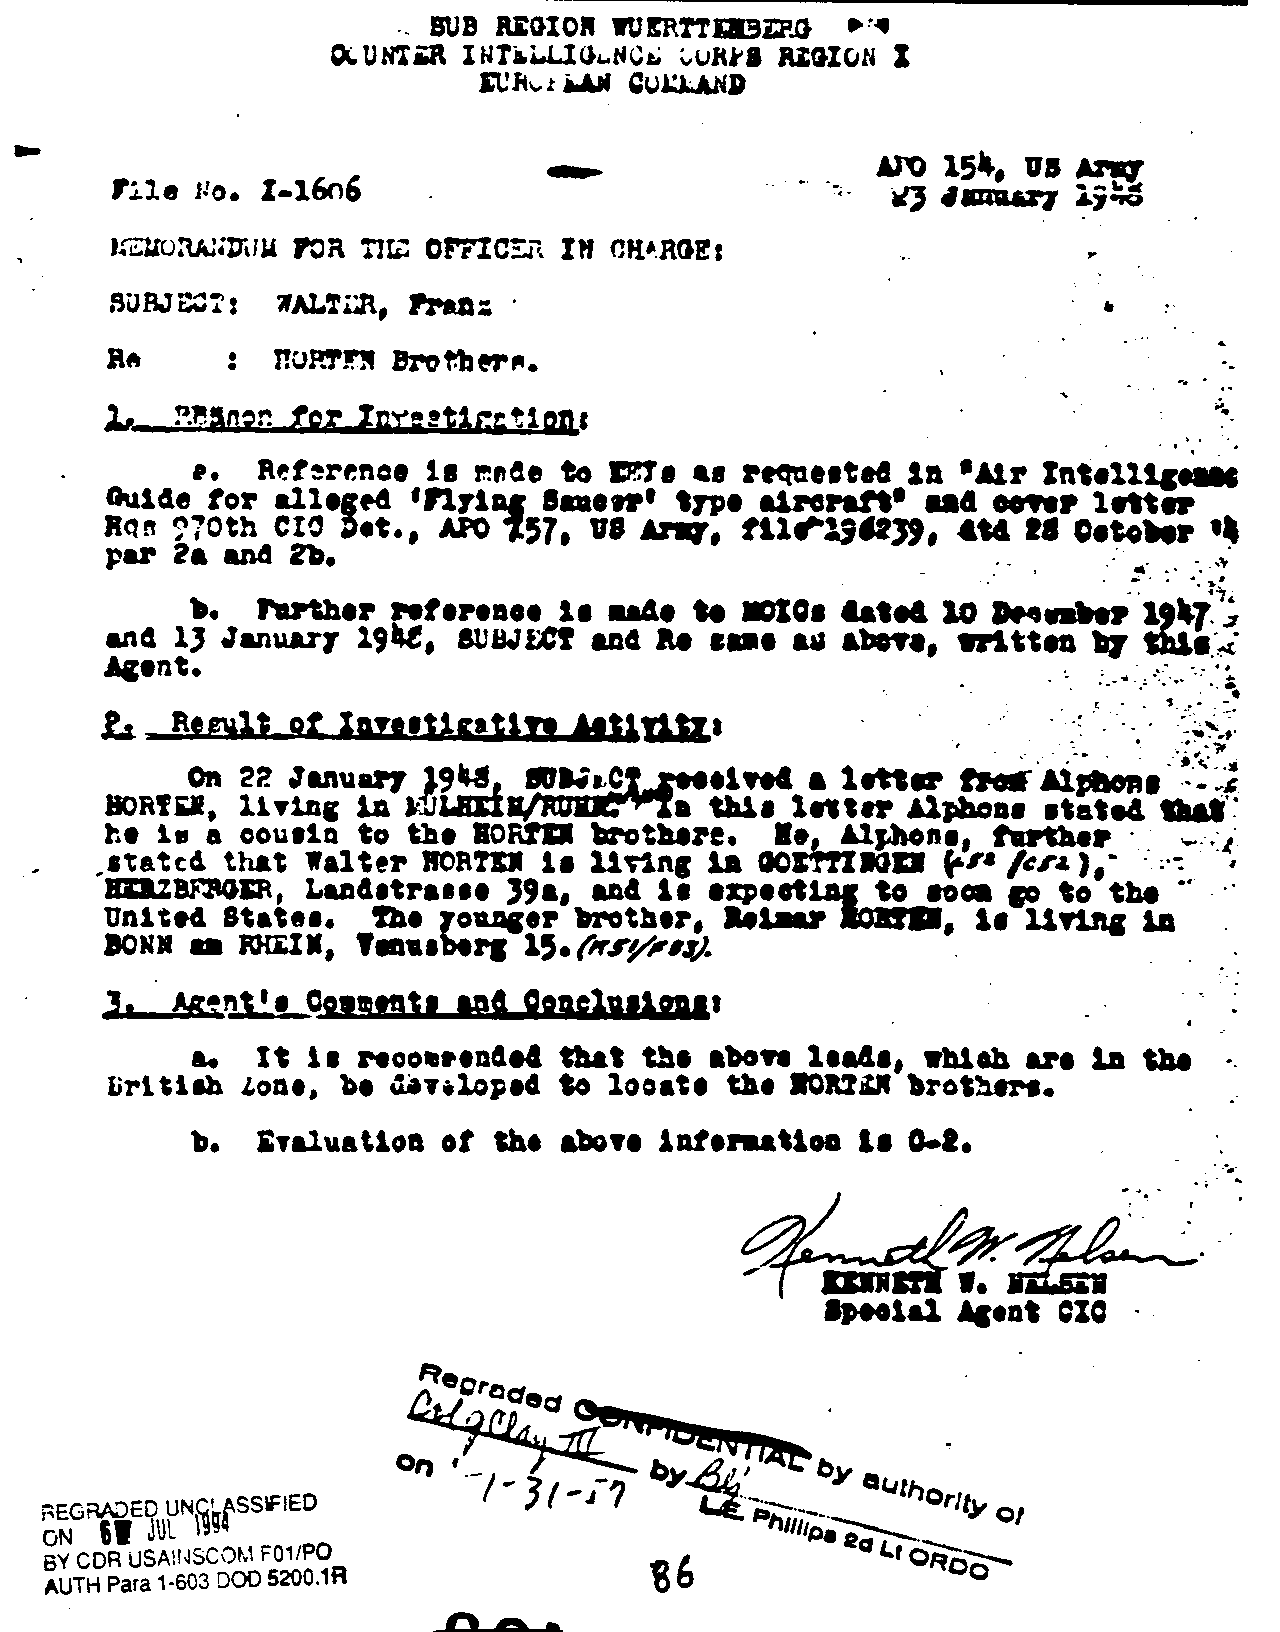 SUB REGION WUERTTEMBERG
COUNTER INTELLIGENCE CORPS REGION I
EUROPEAN COMMAND
APO 154, US Army
File No. I-1606
23 January 1948
MEMORANDUM FOR THE OFFICER IN CHARGE:
SUBJECT: WALTER, Franz
Re : HORTEN Brothers.
1. Reason for Investigation:
a. Reference is made to EEIs as requested in "Air Intelligence
Guide for alleged 'Flying Saucer' type aircraft" and cover letter
Hqs 970th CIC Det., APO 757, US Army, file 196239, dtd 28 October
par 2a and 2b.
b. Further reference is made to MOICs dated 10 December 1947
and 13 January 1948, SUBJECT and Re same as above, written by this
Agent.
2. Result of Investigative Activity:
On 22 January 1948, SUBJECT received a letter from Alphons
HORTEN, living in MULHEIM/RUHR. In this letter Alphons stated that
he is a cousin to the HORTEN brothers. He, Alphons, further
stated that Walter HORTEN is living in GOETTINGEN
HERZBERGER, Landstrasse 39a, and is expecting to soon go to the
United States. The younger brother, Reimar HORTEN, is living in
BONN am RHEIN, Venusberg 15.
3. Agent's Comments and Conclusions:
a. It is recommended that the above leads, which are in the
British Zone, be developed to locate the HORTEN brothers.
b. Evaluation of the above information is C-2.
Kenneth W. Nelsen
KENNETH W. NELSEN
Special Agent CIC
Regraded CONFIDENTIAL by authority of
Col Clay III by
on 1-31-57
LE Phillips 2d Lt ORDC
REGRADED UNCLASSIFIED
ON JUL 1994
BY CDR USAINSCOM F01/PO
AUTH Para 1-603 DOD 5200.1R
86